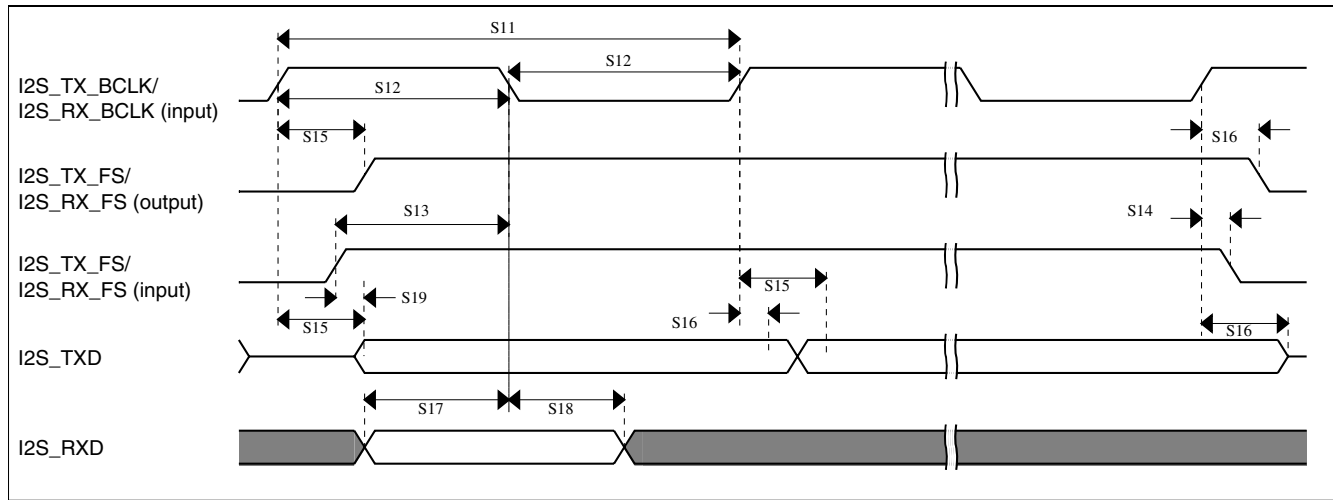 S11
I2S_TX_BCLK/
I2S_RX_BCLK (input)
S12
S12
S15
S16
I2S_TX_FS/
I2S_RX_FS (output)
S13
S14
I2S_TX_FS/
I2S_RX_FS (input)
S19
S15
S15
S16
S16
I2S_TXD
S17
S18
I2S_RXD